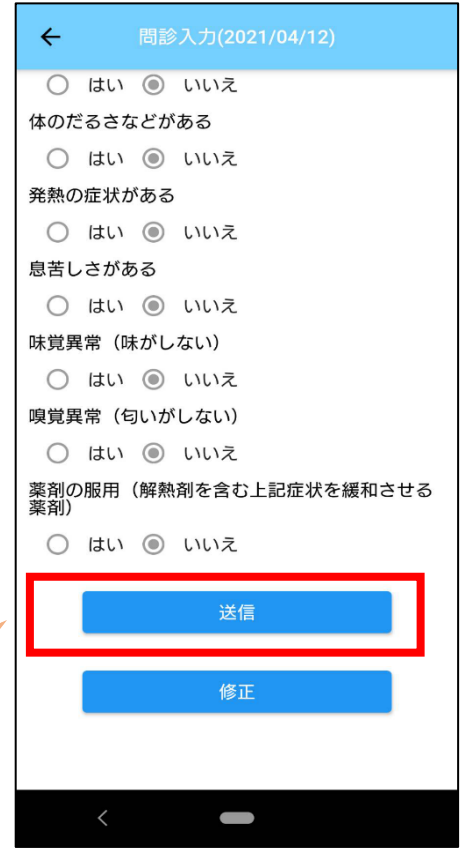 問診入力(2021/04/12)
はい いいえ
体のだるさなどがある
はい いいえ
発熱の症状がある
はい いいえ
息苦しさがある
はい いいえ
味覚異常（味がしない）
はい いいえ
嗅覚異常（匂いがしない）
はい いいえ
薬剤の服用（解熱剤を含む上記症状を緩和させる
薬剤）
はい いいえ
送信
修正